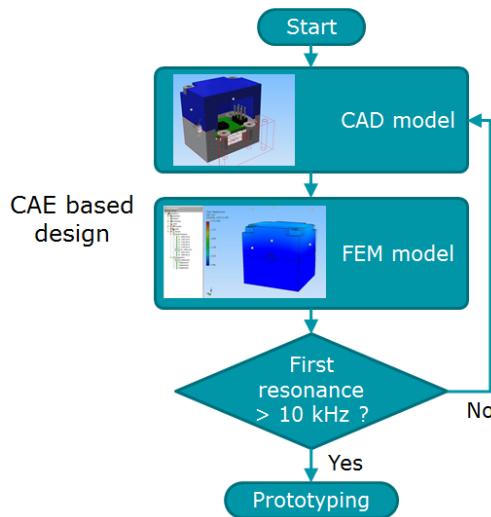 Start
CAD model
CAE based
design
FEM model
First
resonance
> 10 kHz ?
No
Yes
Prototyping